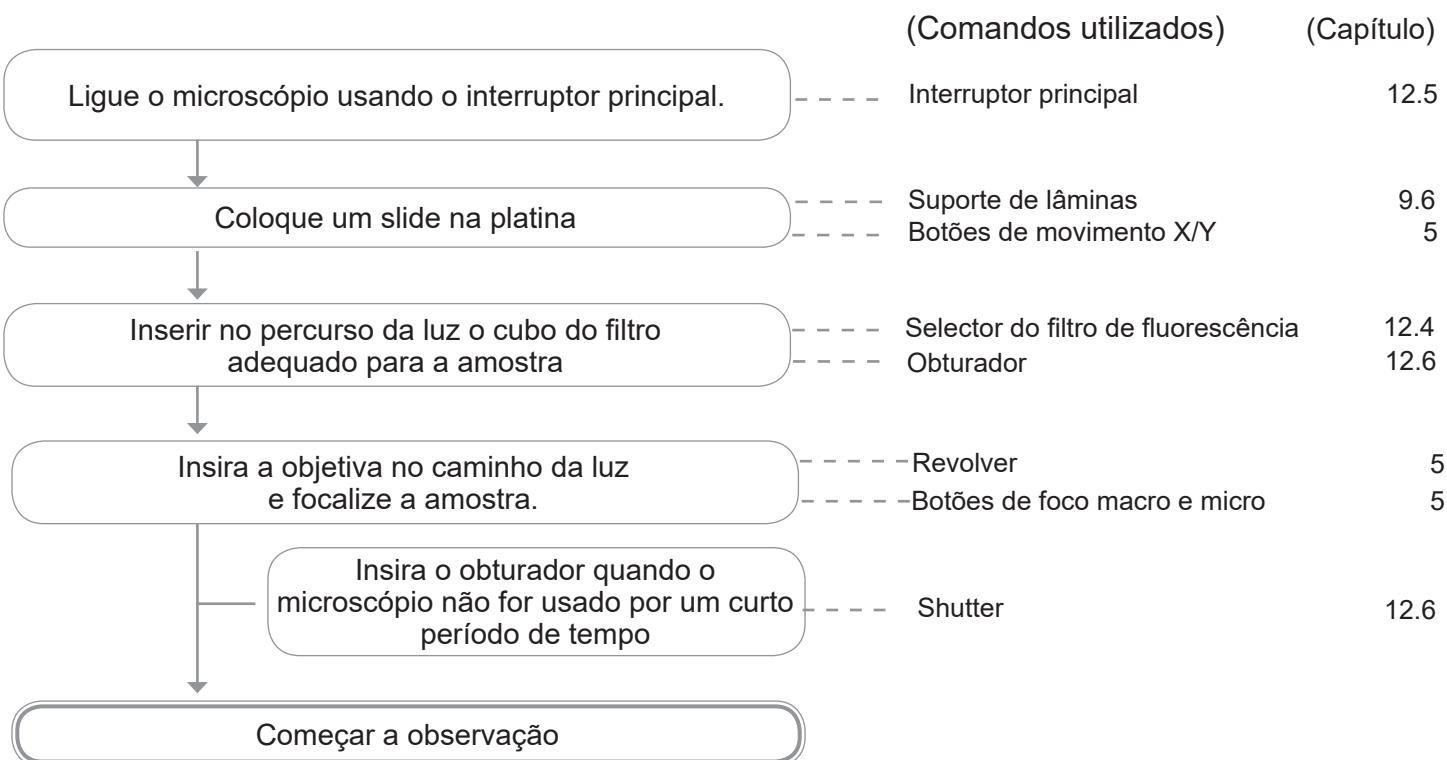 (Comandos utilizados) (Capítulo)
Ligue o microscópio usando o interruptor principal. Interruptor principal 12.5
Coloque um slide na platina
Suporte de lâminas 9.6
Botões de movimento X/Y 5
Inserir no percurso da luz o cubo do filtro
adequado para a amostra
Selector do filtro de fluorescência 12.4
Obturador 12.6
Insira a objetiva no caminho da luz
e focalize a amostra.
Revolver 5
Botões de foco macro e micro 5
Insira o obturador quando o
microscópio não for usado por um curto
período de tempo
Shutter 12.6
Começar a observação